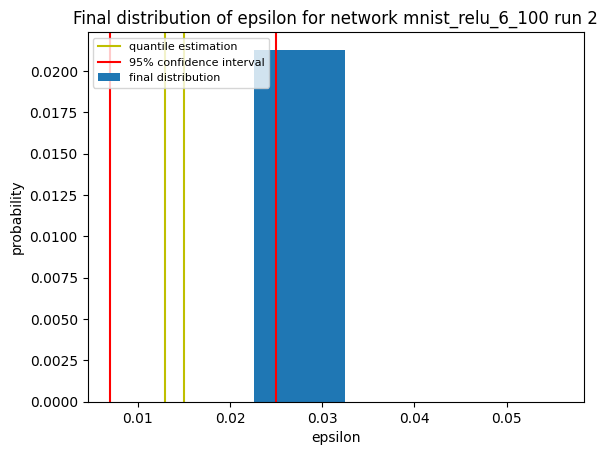 Final distribution of epsilon for network mnist_relu_6_100 run 2
quantile estimation
95% confidence interval
final distribution
0.0200
0.0175
0.0150
0.0125
0.0100
0.0075
0.0050
0.0025
0.0000
probability
0.01 0.02 0.03 0.04 0.05
epsilon